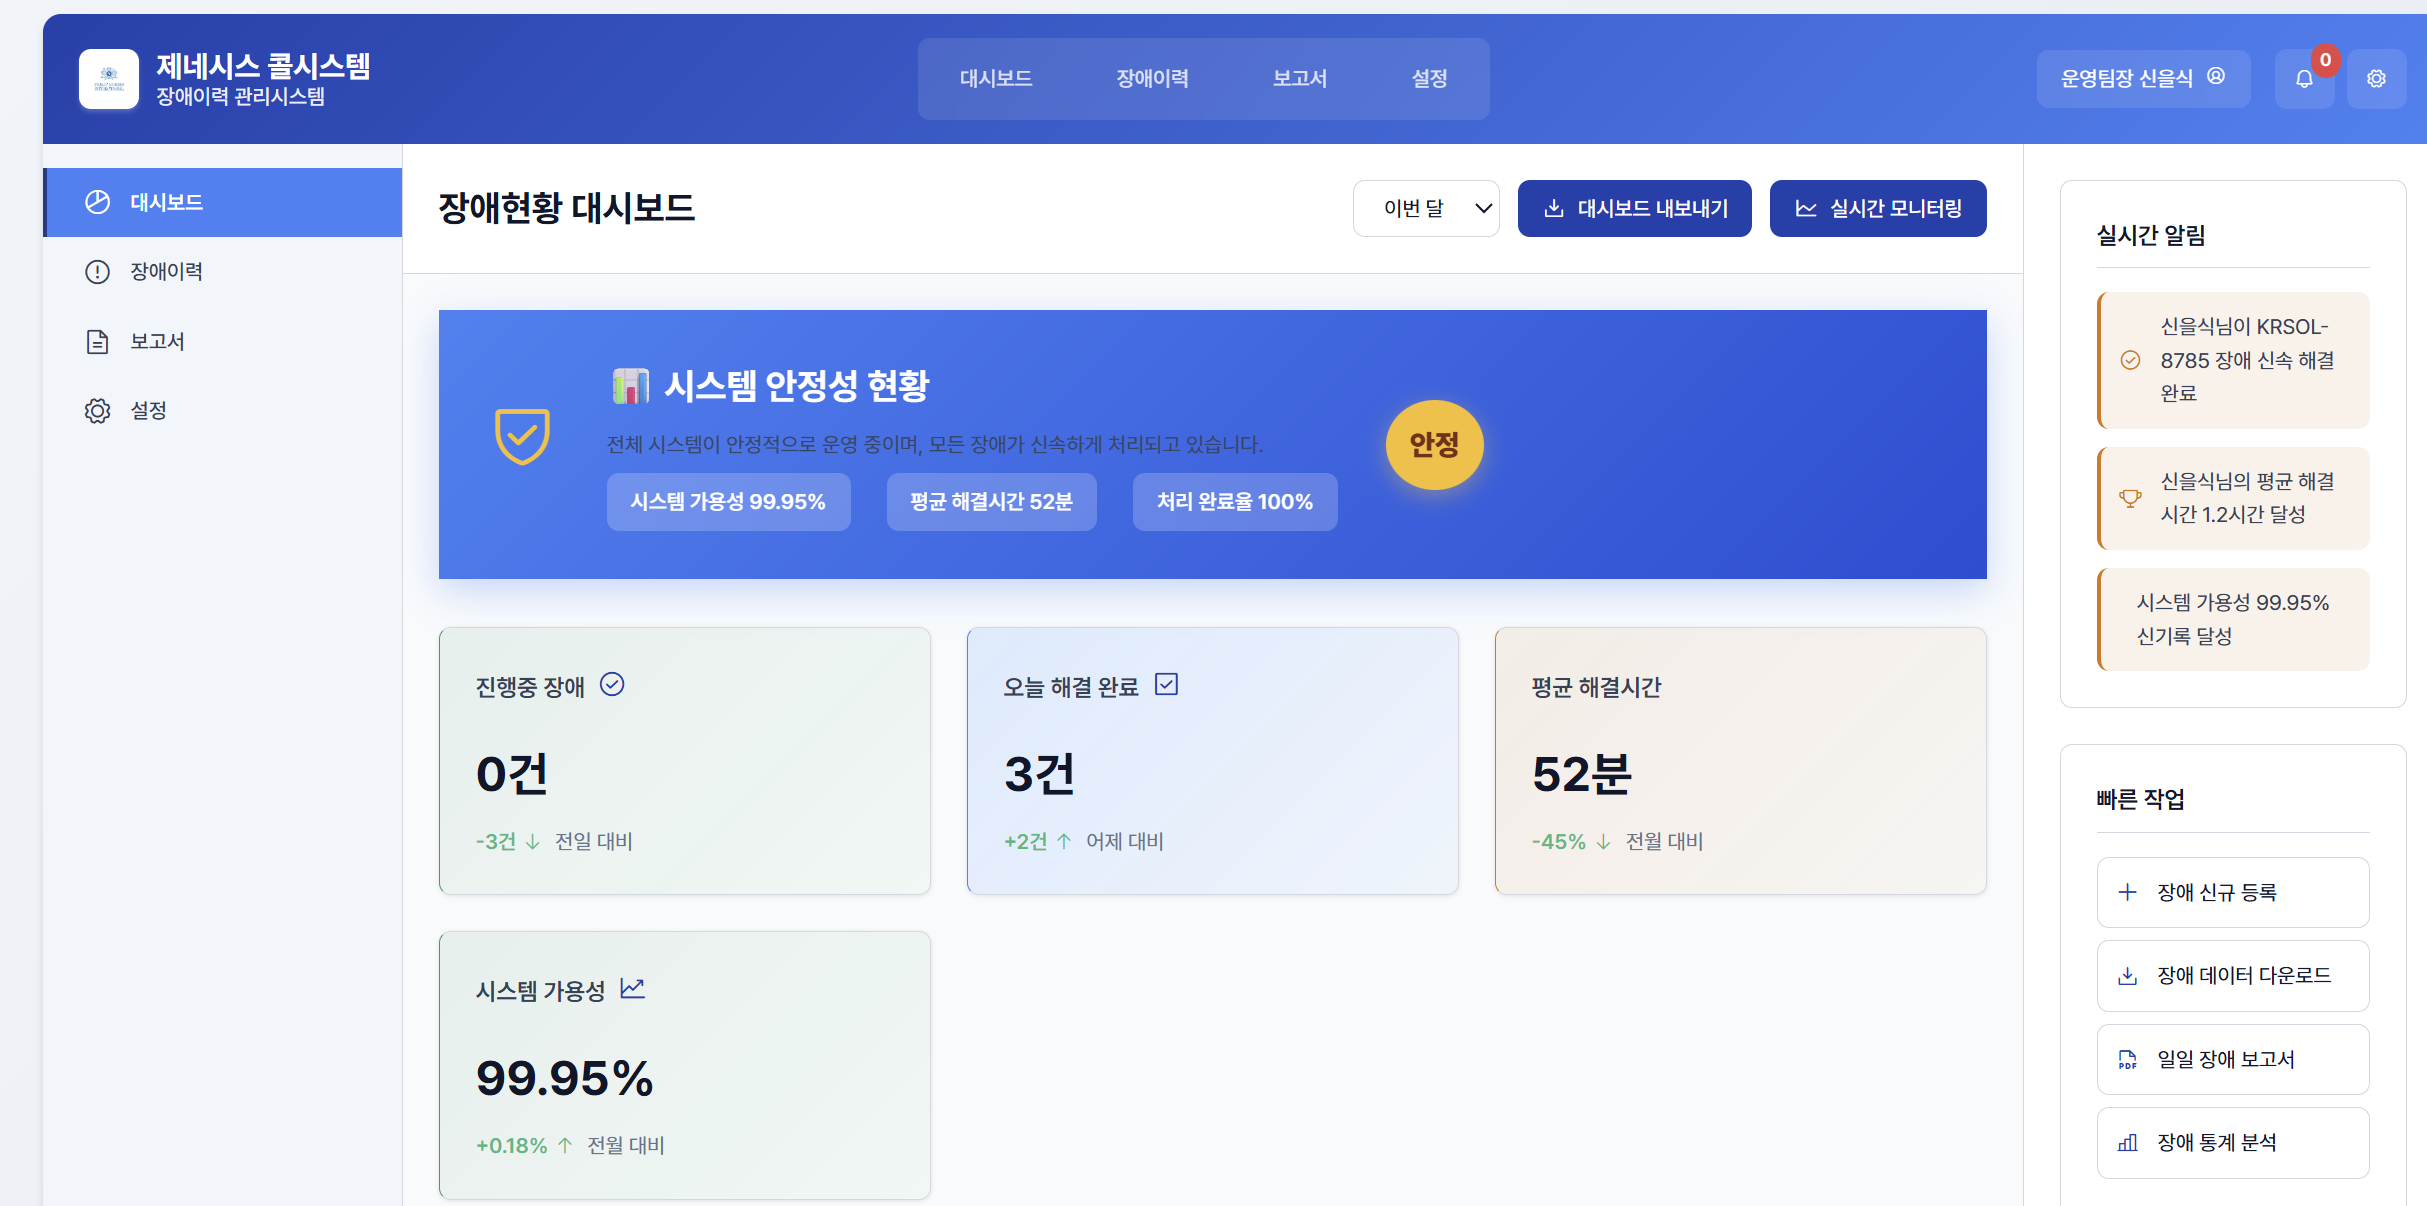 제네시스 콜시스템
장애이력 관리시스템
대시보드
장애이력
보고서
설정
운영팀장 신을식
0
대시보드
장애이력
보고서
설정
장애현황 대시보드
이번 달
대시보드 내보내기
실시간 모니터링
시스템 안정성 현황
전체 시스템이 안정적으로 운영 중이며, 모든 장애가 신속하게 처리되고 있습니다.
시스템 가용성 99.95%
평균 해결시간 52분
처리 완료율 100%
안정
진행중 장애
0건
-3건 ↓ 전일 대비
오늘 해결 완료
3건
+2건 ↑ 어제 대비
평균 해결시간
52분
-45% ↓ 전월 대비
시스템 가용성
99.95%
+0.18% ↑ 전월 대비
실시간 알림
신을식님이 KRSOL-
8785 장애 신속 해결
완료
신을식님의 평균 해결
시간 1.2시간 달성
시스템 가용성 99.95%
신기록 달성
빠른 작업
장애 신규 등록
장애 데이터 다운로드
PDF
일일 장애 보고서
장애 통계 분석